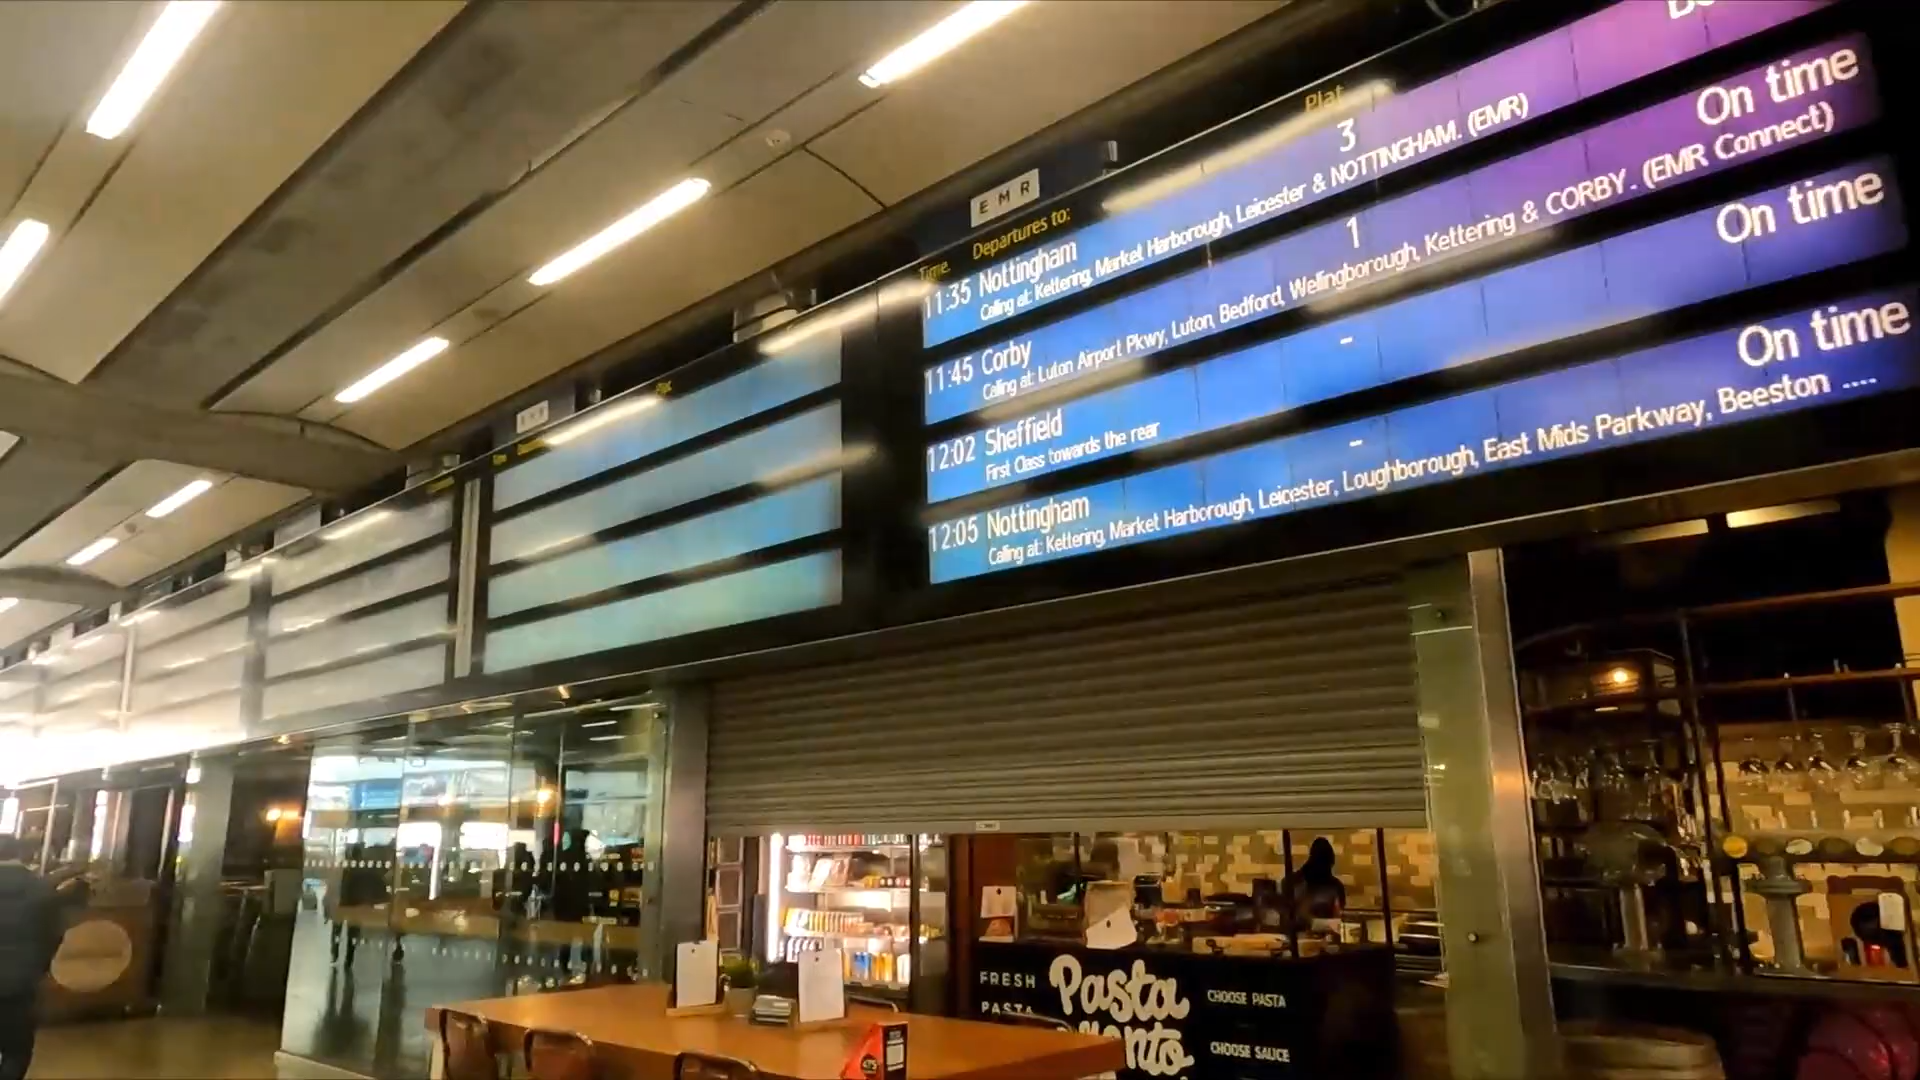 EMR
Time Departures to: Plat
11:35 Nottingham 3
Calling at: Kettering, Market Harborough, Leicester & NOTTINGHAM. (EMR)
11:45 Corby 1 On time
Calling at: Luton Airport Pkwy, Luton, Bedford, Wellingborough, Kettering & CORBY. (EMR Connect)
12:02 Sheffield - On time
First Class towards the rear
12:05 Nottingham - On time
Calling at: Kettering, Market Harborough, Leicester, Loughborough, East Mids Parkway, Beeston ....
FRESH
PASTA
Pasta
CHOOSE PASTA
CHOOSE SAUCE